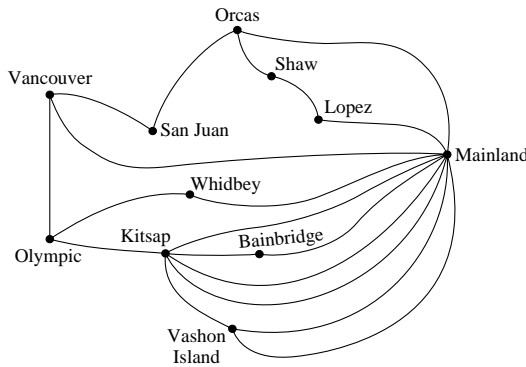 Orcas
Shaw
Vancouver
Lopez
San Juan
Mainland
Whidbey
Kitsap
Bainbridge
Olympic
Vashon
Island